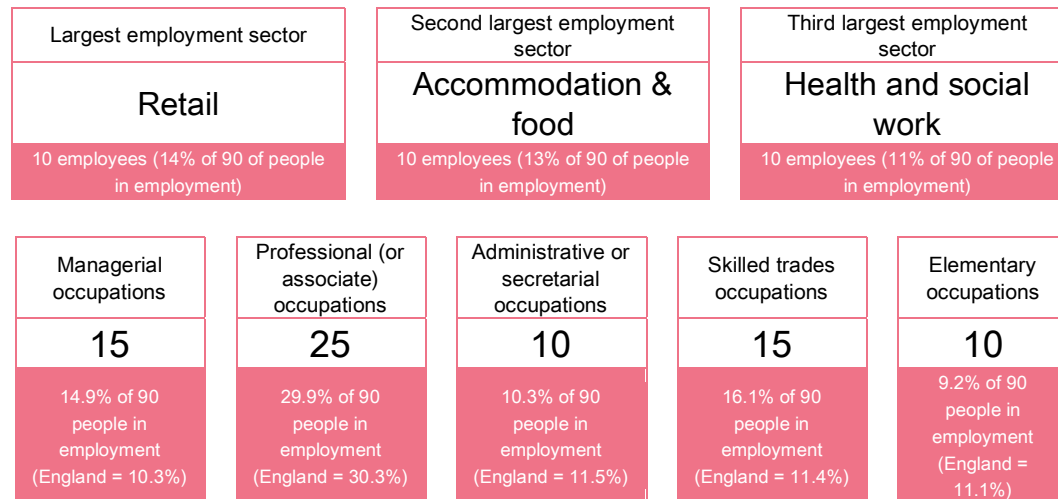 Largest employment sector
Retail
10 employees (14% of 90 of people
in employment)
Second largest employment
sector
Accommodation &
food
10 employees (13% of 90 of people
in employment)
Third largest employment
sector
Health and social
work
10 employees (11% of 90 of people
in employment)
Managerial
occupations
15
14.9% of 90
people in
employment
(England = 10.3%)
Professional (or
associate)
occupations
25
29.9% of 90
people in
employment
(England = 30.3%)
Administrative or
secretarial
occupations
10
10.3% of 90
people in
employment
(England = 11.5%)
Skilled trades
occupations
15
16.1% of 90
people in
employment
(England = 11.4%)
Elementary
occupations
10
9.2% of 90
people in
employment
(England =
11.1%)